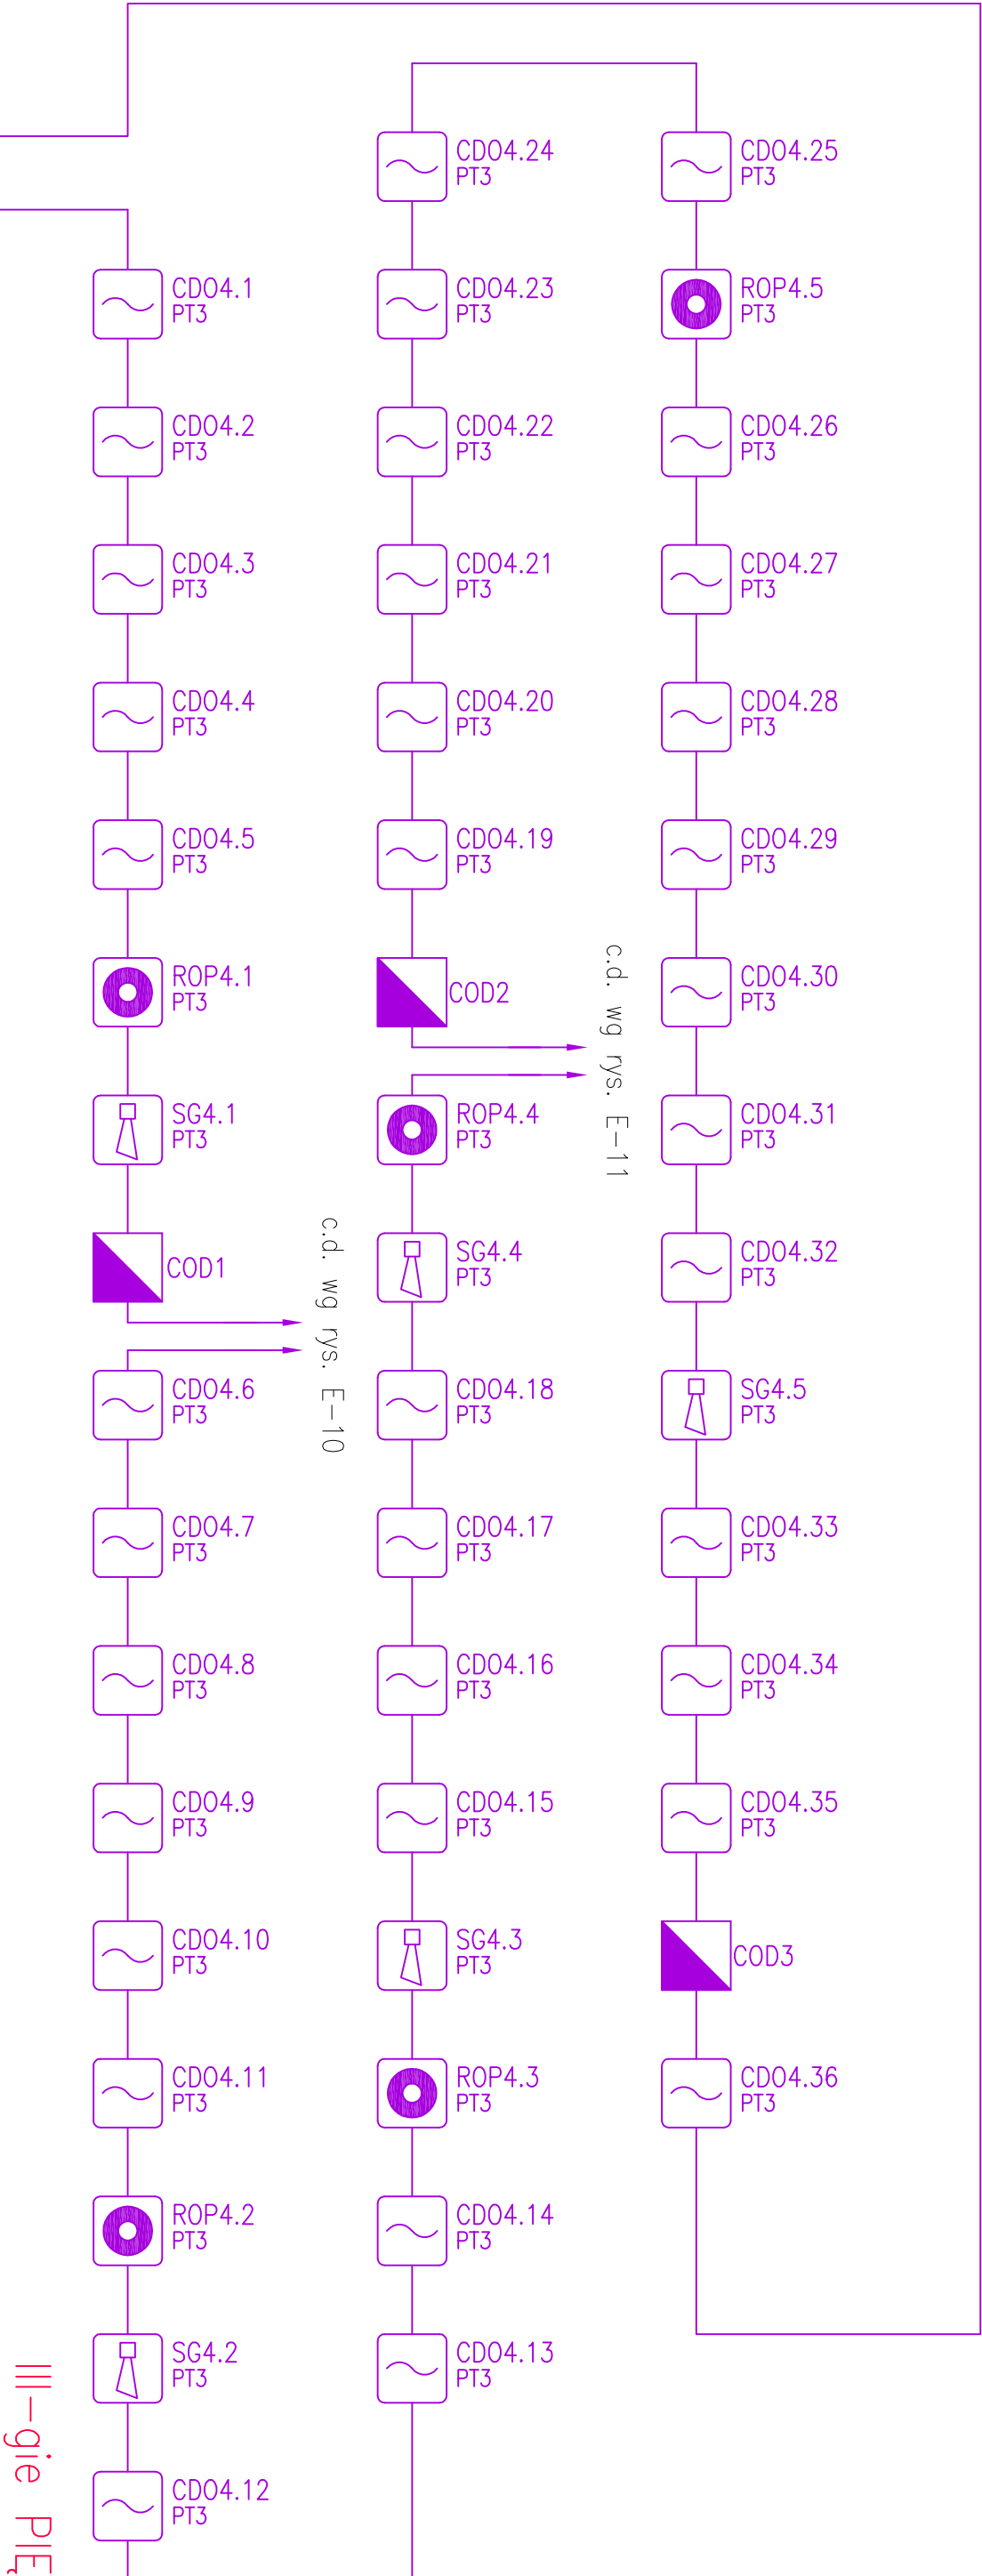 CDO4.1
PT3
CDO4.2
PT3
CDO4.3
PT3
CDO4.4
PT3
CDO4.5
PT3
ROP4.1
PT3
SG4.1
PT3
COD1
c.d. wg rys. E-10
CDO4.6
PT3
CDO4.7
PT3
CDO4.8
PT3
CDO4.9
PT3
CDO4.10
PT3
CDO4.11
PT3
ROP4.2
PT3
SG4.2
PT3
CDO4.12
PT3
CDO4.24
PT3
CDO4.23
PT3
CDO4.22
PT3
CDO4.21
PT3
CDO4.20
PT3
CDO4.19
PT3
COD2
c.d. wg rys. E-11
ROP4.4
PT3
SG4.4
PT3
CDO4.18
PT3
CDO4.17
PT3
CDO4.16
PT3
CDO4.15
PT3
SG4.3
PT3
ROP4.3
PT3
CDO4.14
PT3
CDO4.13
PT3
CDO4.25
PT3
ROP4.5
PT3
CDO4.26
PT3
CDO4.27
PT3
CDO4.28
PT3
CDO4.29
PT3
CDO4.30
PT3
CDO4.31
PT3
CDO4.32
PT3
SG4.5
PT3
CDO4.33
PT3
CDO4.34
PT3
CDO4.35
PT3
COD3
CDO4.36
PT3
III-gie PIĘ